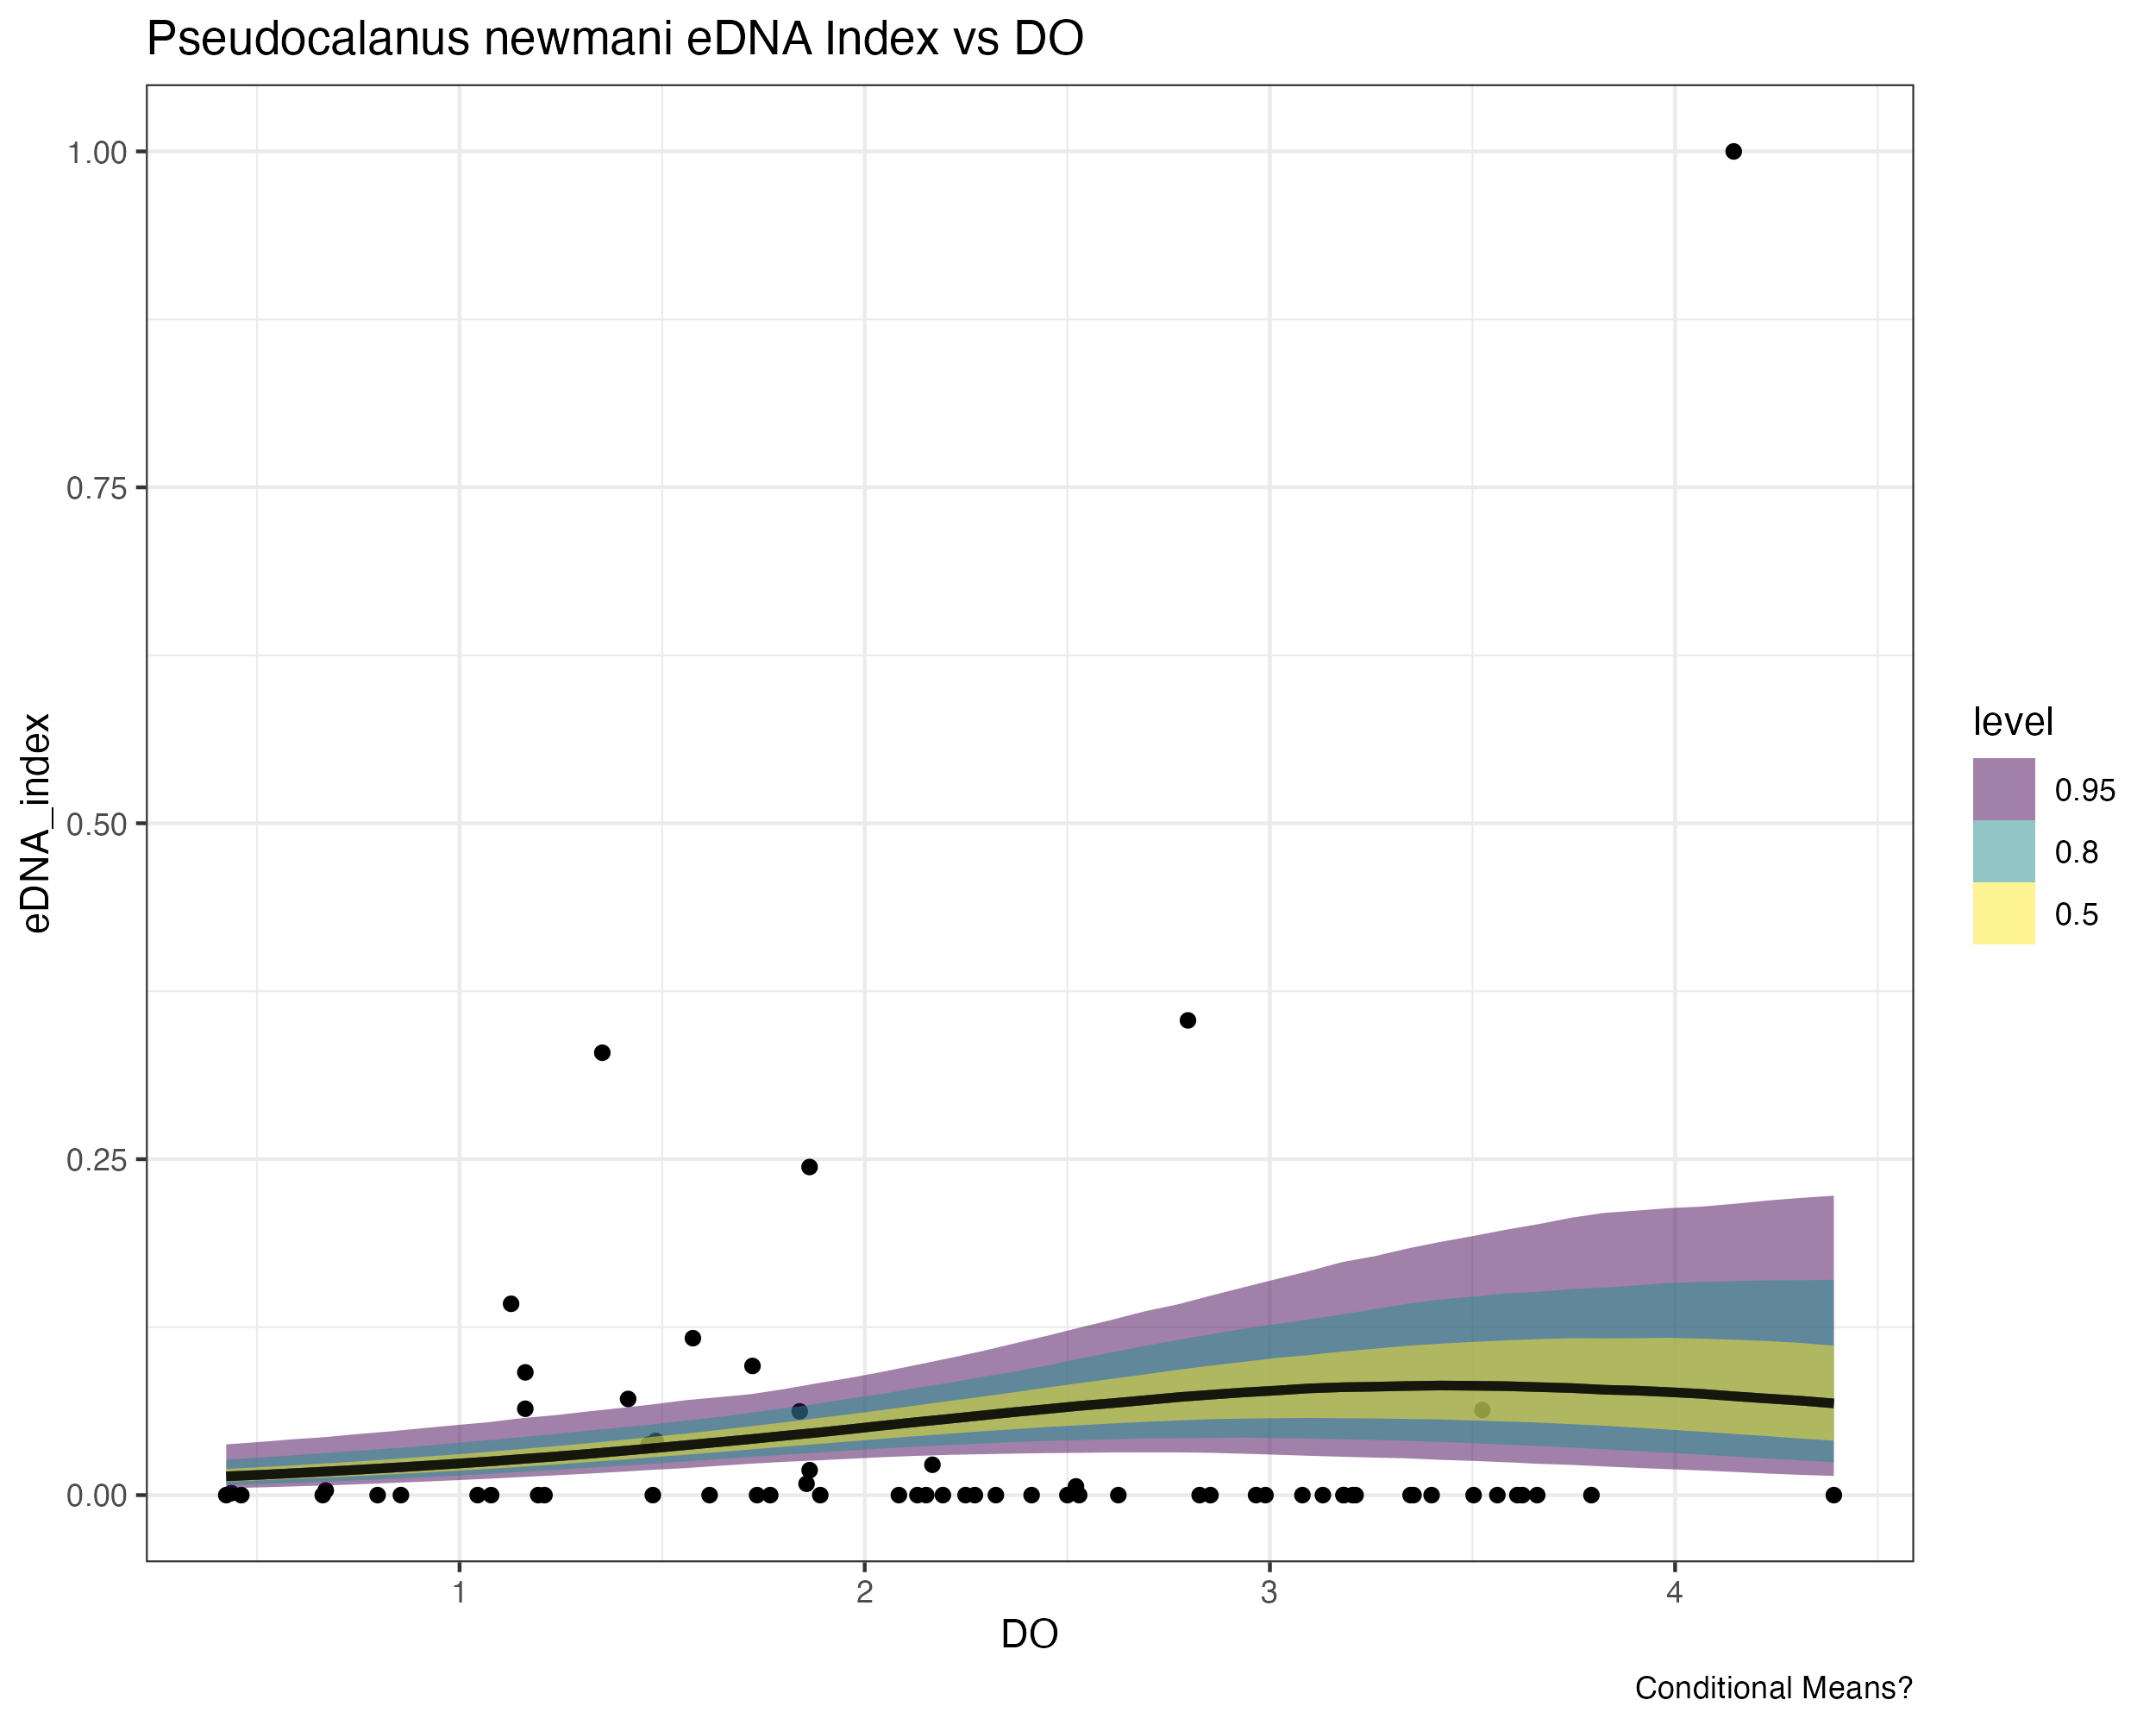 Pseudocalanus newmani eDNA Index vs DO
1.00
0.75
0.50
0.25
0.00
eDNA_index
1 2 3 4
DO
level
0.95
0.8
0.5
Conditional Means?